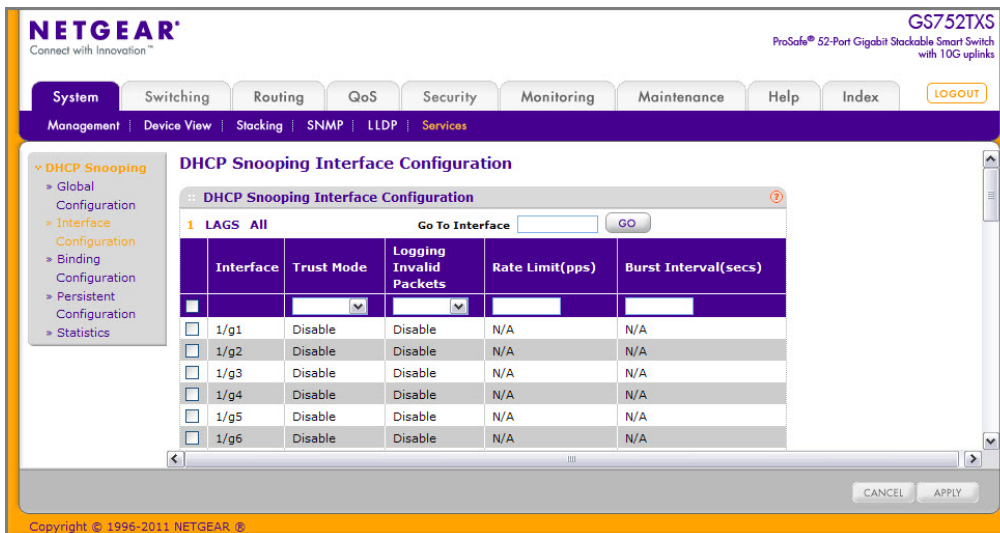 NETGEAR®
Connect with Innovation™
GS752TXS
ProSafe® 52-Port Gigabit Stackable Smart Switch
with 10G uplinks
System Switching Routing QoS Security Monitoring Maintenance Help Index LOGOUT
Management | Device View | Stacking | SNMP | LLDP | Services
DHCP Snooping
» Global
Configuration
» Interface
Configuration
» Binding
Configuration
» Persistent
Configuration
» Statistics
DHCP Snooping Interface Configuration
DHCP Snooping Interface Configuration ?
1 LAGS All Go To Interface GO
Interface Trust Mode Logging Invalid Packets Rate Limit(pps) Burst Interval(secs)
1/g1 Disable Disable N/A N/A
1/g2 Disable Disable N/A N/A
1/g3 Disable Disable N/A N/A
1/g4 Disable Disable N/A N/A
1/g5 Disable Disable N/A N/A
1/g6 Disable Disable N/A N/A
CANCEL APPLY
Copyright © 1996-2011 NETGEAR ®